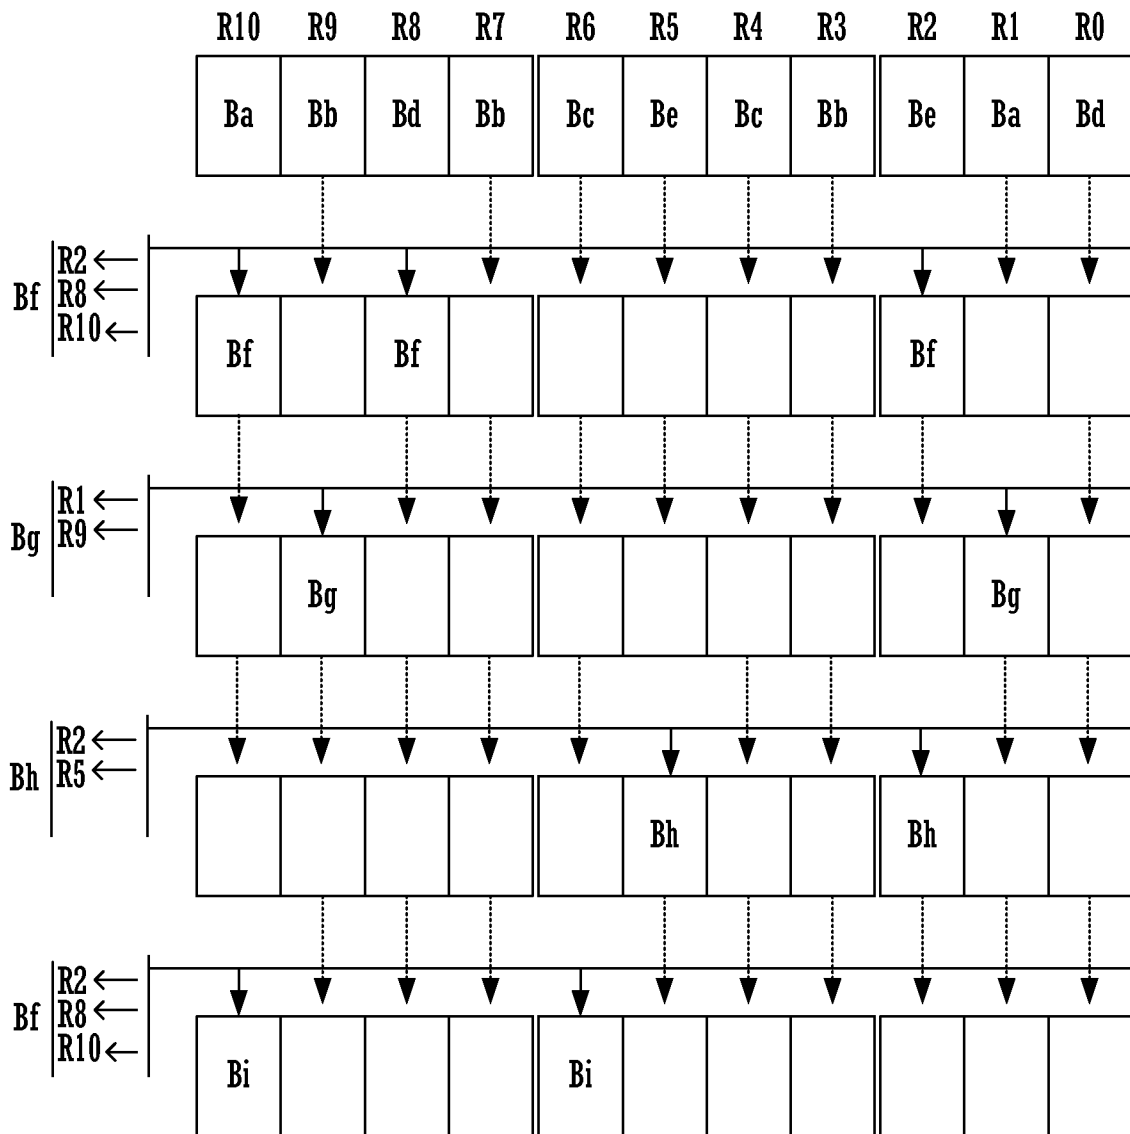 R10 R9 R8 R7 R6 R5 R4 R3 R2 R1 R0
Ba Bb Bd Bb Bc Be Bc Bb Be Ba Bd
R2
Bf R8
R10
Bf Bf Bf
R1
Bg R9
Bg Bg
R2
Bh R5
Bh Bh
R2
Bf R8
R10
Bi Bi